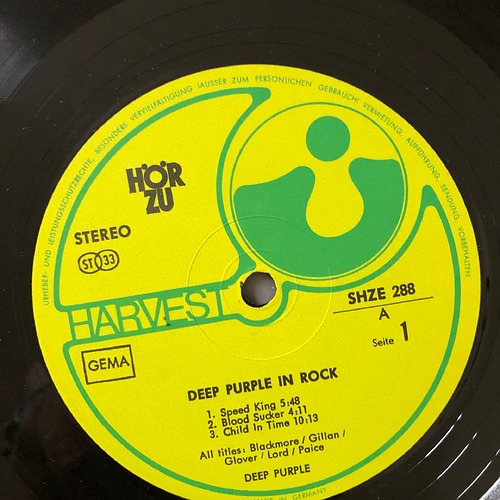 URHEBER- UND LEISTUNGSSCHUTZRECHTE, BESONDERS VERVIELFÄLTIGUNG (AUSSER ZUM PERSÖNLICHEN GEBRAUCH) VERMIETUNG, AUFFÜHRUNG, SENDUNG, VORBEHALTEN
HÖR
ZU
STEREO
ST 33
HARVEST
SHZE 288
A
Seite 1
GEMA
DEEP PURPLE IN ROCK
1. Speed King 5:48
2. Blood Sucker 4:11
3. Child In Time 10:13
All titles: Blackmore / Gillan /
Glover / Lord / Paice
DEEP PURPLE
IN GERMANY